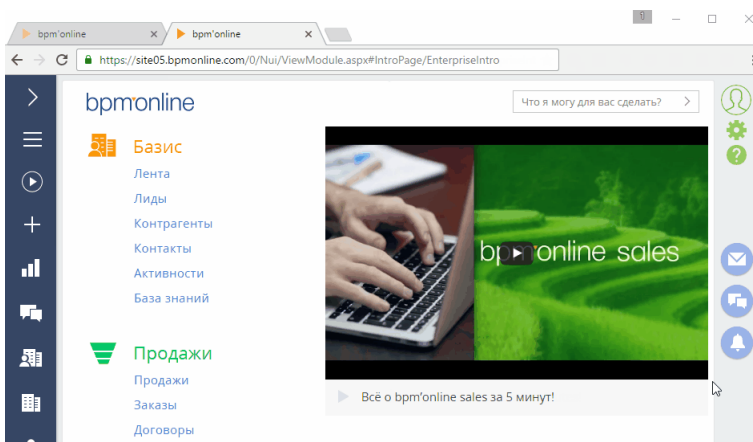 bpm'online
bpm'online
https://site05.bpmonline.com/0/Nui/ViewModule.aspx#IntroPage/EnterpriseIntro
bpm'online
Что я могу для вас сделать?
Базис
Лента
Лиды
Контрагенты
Контакты
Активности
База знаний
bpm'online sales
Продажи
Продажи
Заказы
Договоры
Всё о bpm'online sales за 5 минут!